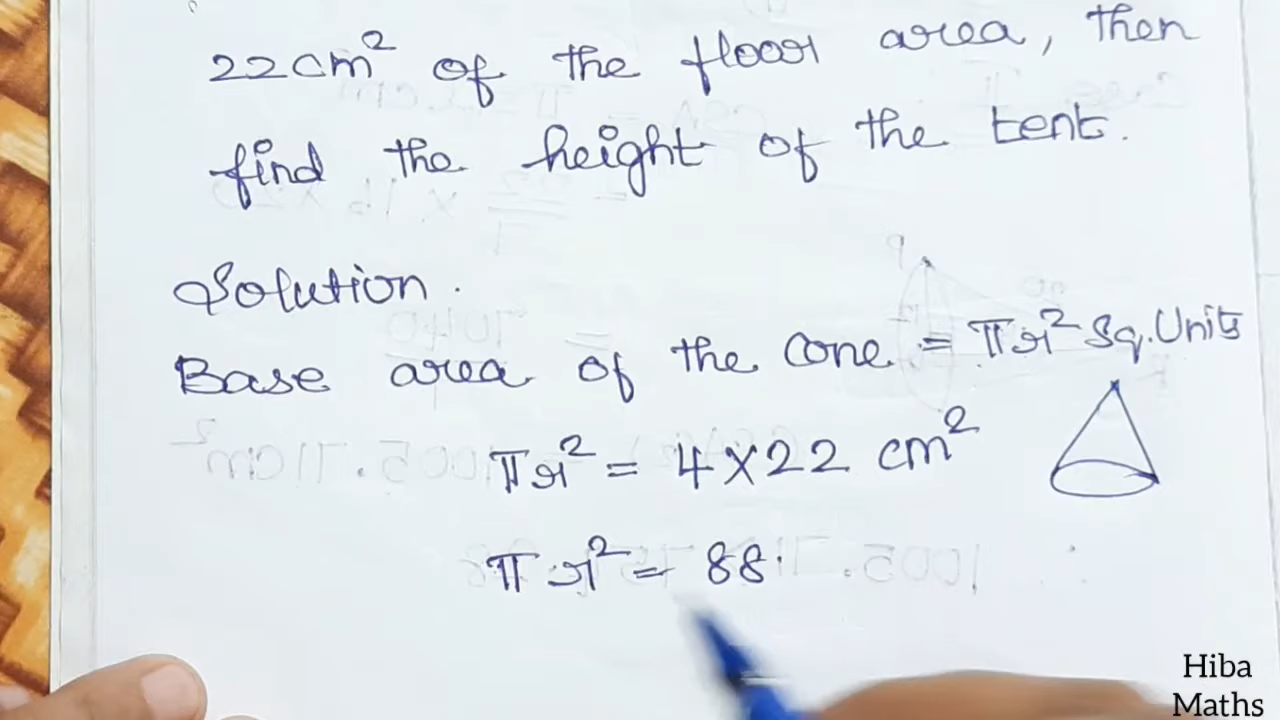 22cm² of the floor area, then
find the height of the tent.
Solution.
Base area of the cone = πr² Sq.Units
πr² = 4×22 cm²
πr² = 88
Hiba
Maths